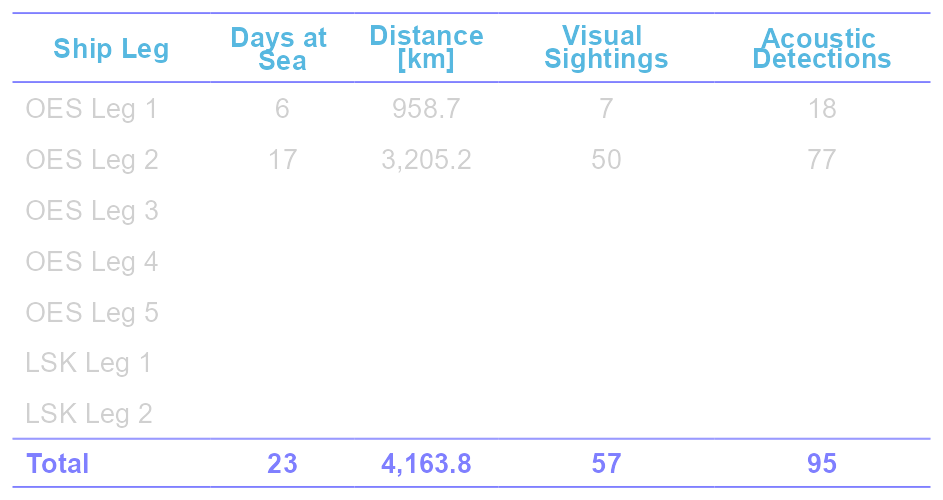 Ship Leg Days at Sea Distance [km] Visual Sightings Acoustic Detections
OES Leg 1 6 958.7 7 18
OES Leg 2 17 3,205.2 50 77
OES Leg 3
OES Leg 4
OES Leg 5
LSK Leg 1
LSK Leg 2
Total 23 4,163.8 57 95